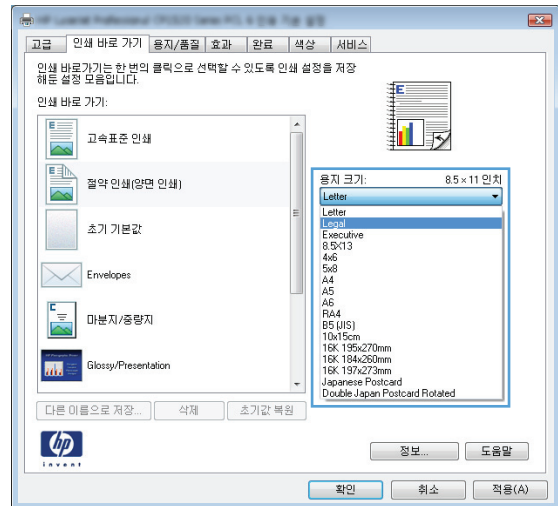 고급 인쇄 바로 가기 용지/품질 효과 완료 색상 서비스
인쇄 바로가기는 한 번의 클릭으로 선택할 수 있도록 인쇄 설정을 저장
해둔 설정 모음입니다.
인쇄 바로 가기:
고속표준 인쇄
절약 인쇄(양면 인쇄)
초기 기본값
Envelopes
마분지/중량지
Glossy/Presentation
다른 이름으로 저장... 삭제 초기값 복원
용지 크기: 8.5 × 11 인치
Letter
Letter
Legal
Executive
8.5X13
4x6
5x8
A4
A5
A6
RA4
B5 (JIS)
10x15cm
16K 195x270mm
16K 184x260mm
16K 197x273mm
Japanese Postcard
Double Japan Postcard Rotated
hp
invent
정보... 도움말
확인 취소 적용(A)